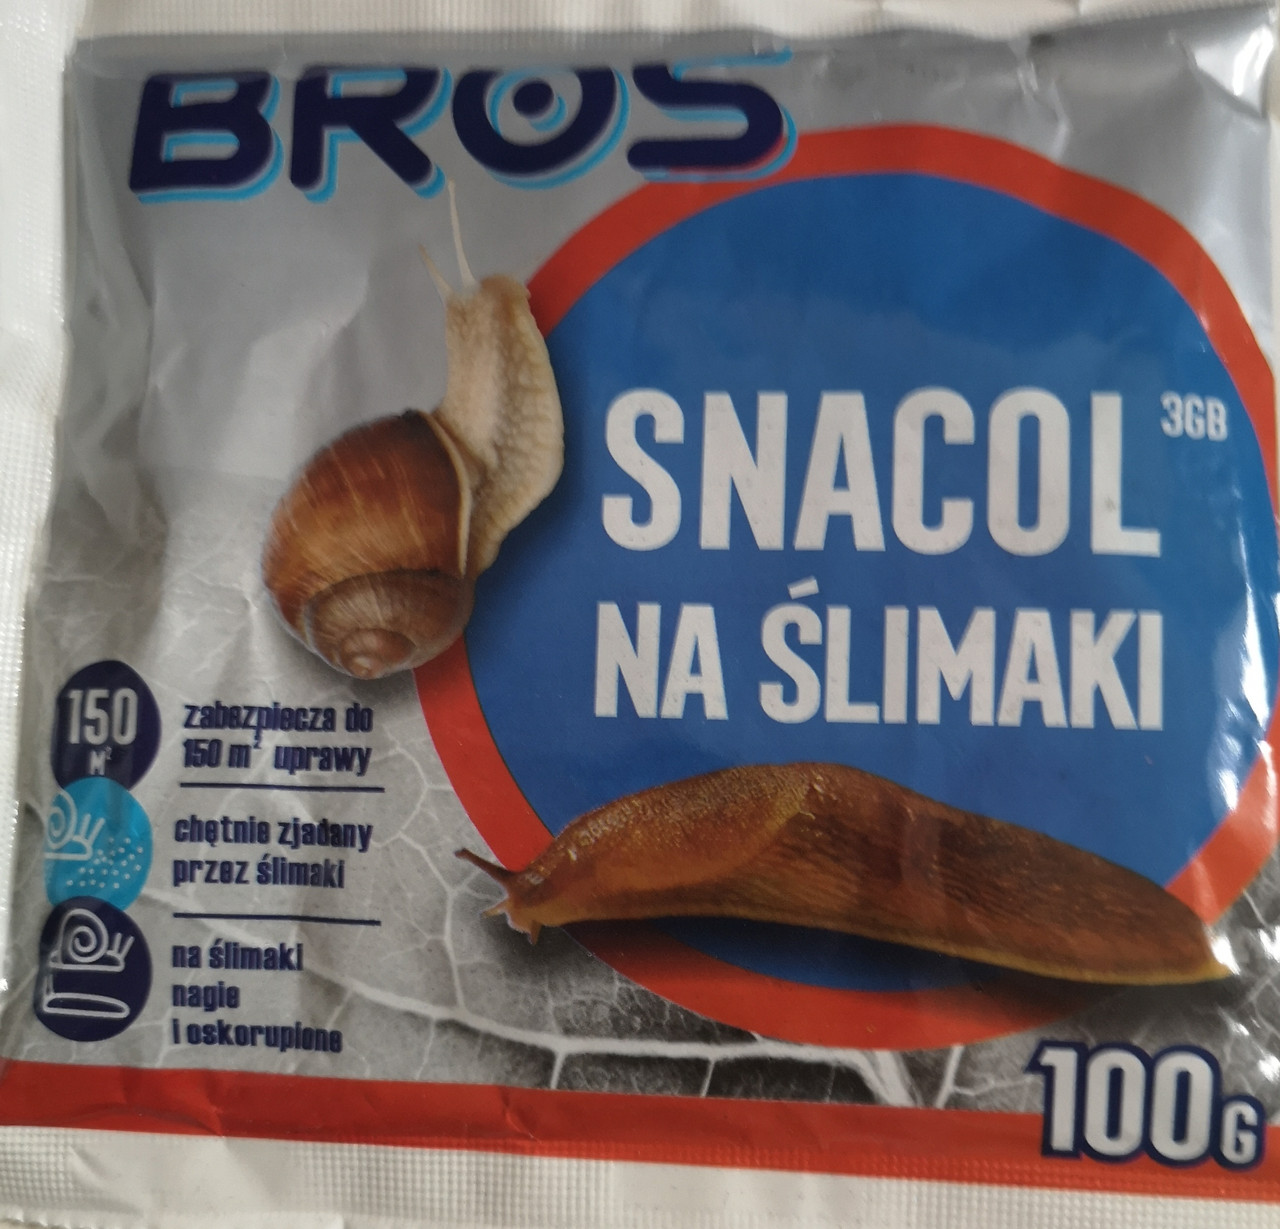 BROS
SNACOL 3GB
NA ŚLIMAKI
150
M²
zabezpiecza do
150 m² uprawy
chętnie zjadany
przez ślimaki
na ślimaki
nagie
i oskorupione
100G